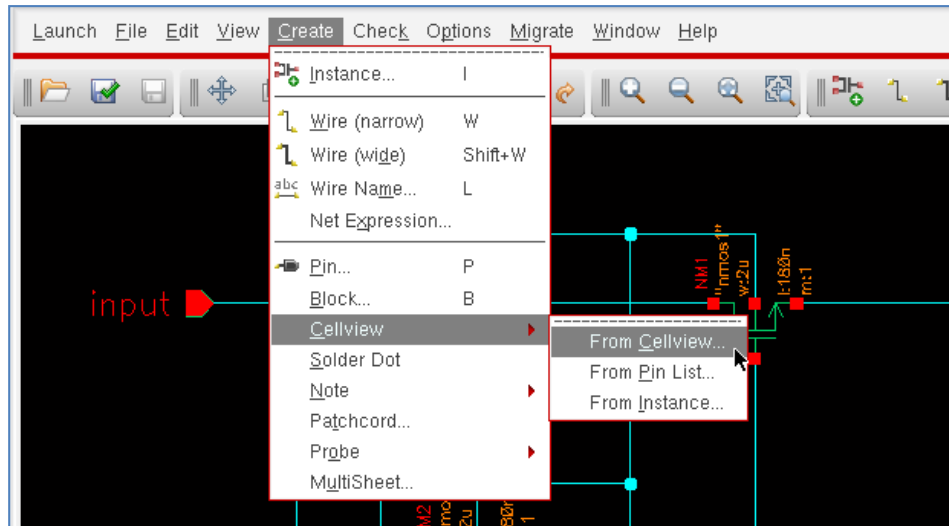 Launch File Edit View Create Check Options Migrate Window Help
Instance... I
Wire (narrow) W
Wire (wide) Shift+W
abc Wire Name... L
Net Expression...
Pin... P
Block... B
Cellview
Solder Dot
Note
Patchcord...
Probe
MultiSheet...
From Cellview...
From Pin List...
From Instance...
input
NM1
"nmos1"
w:2u
l:180n
m:1